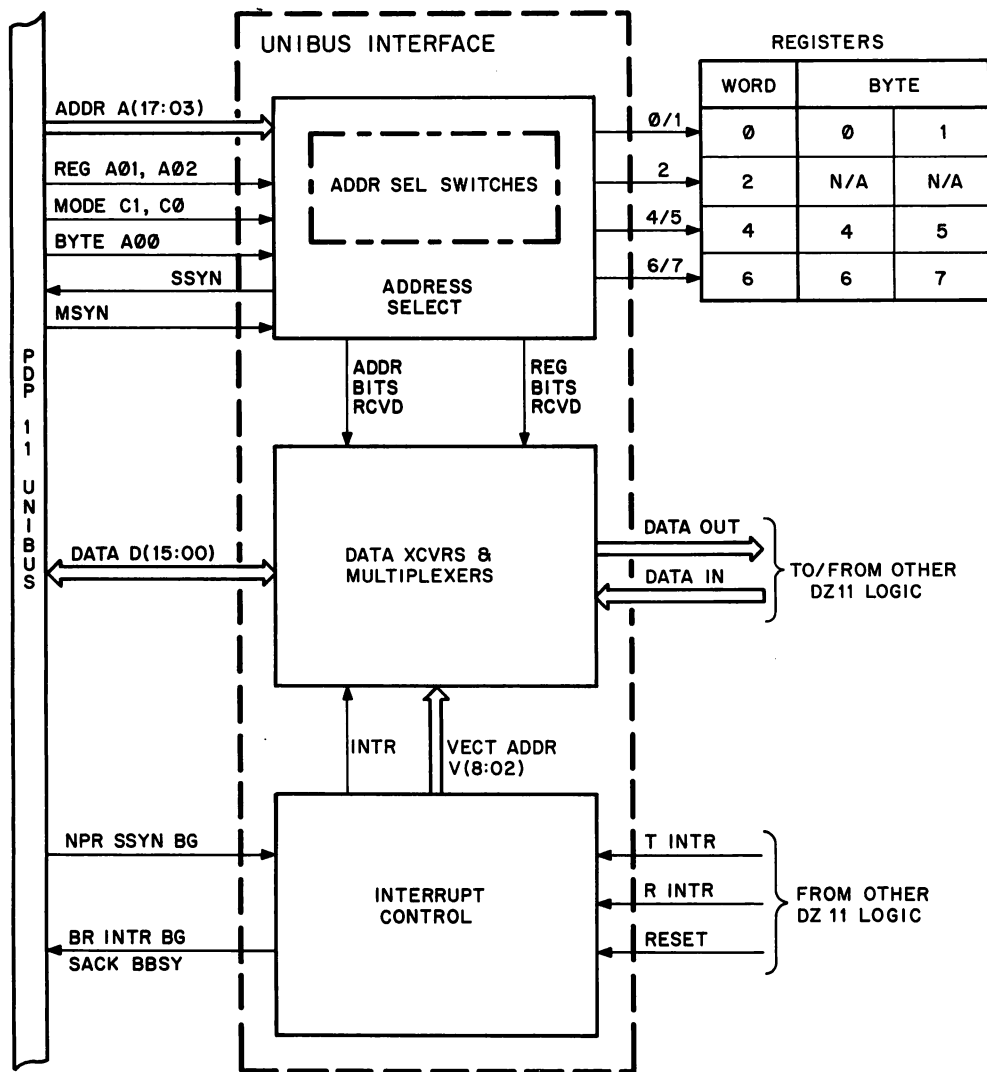 UNIBUS INTERFACE
REGISTERS
WORD BYTE
0 0 1
2 N/A N/A
4 4 5
6 6 7
ADDR A(17:03)
REG A01, A02
MODE C1, C0
BYTE A00
SSYN
MSYN
ADDR SEL SWITCHES
ADDRESS
SELECT
0/1
2
4/5
6/7
PDP 11 UNIBUS
ADDR
BITS
RCVD
REG
BITS
RCVD
DATA D(15:00)
DATA XCVRS &
MULTIPLEXERS
DATA OUT
DATA IN
TO/FROM OTHER
DZ11 LOGIC
INTR
VECT ADDR
V(8:02)
NPR SSYN BG
BR INTR BG
SACK BBSY
INTERRUPT
CONTROL
T INTR
R INTR
RESET
FROM OTHER
DZ 11 LOGIC